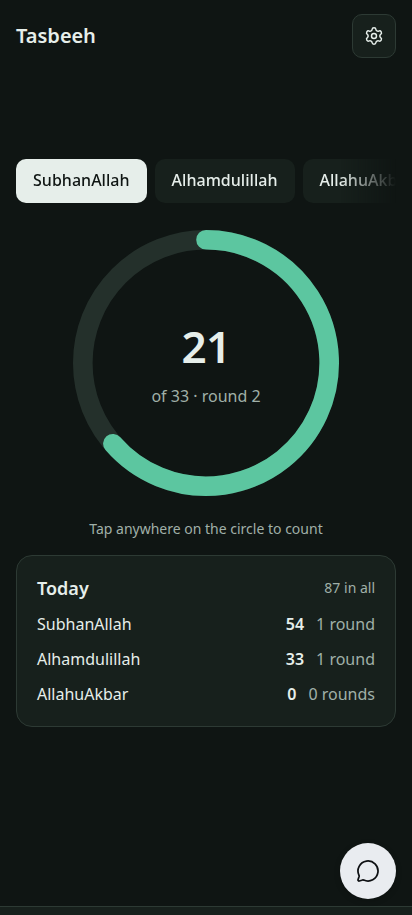 Tasbeeh
SubhanAllah Alhamdulillah AllahuAkb
21
of 33 · round 2
Tap anywhere on the circle to count
Today 87 in all
SubhanAllah 54 1 round
Alhamdulillah 33 1 round
AllahuAkbar 0 0 rounds